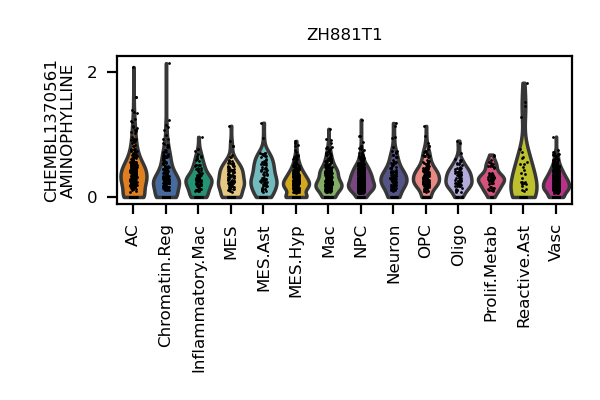 ZH881T1
CHEMBL1370561
AMINOPHYLLINE
2
0
AC
Chromatin.Reg
Inflammatory.Mac
MES
MES.Ast
MES.Hyp
Mac
NPC
Neuron
OPC
Oligo
Prolif.Metab
Reactive.Ast
Vasc